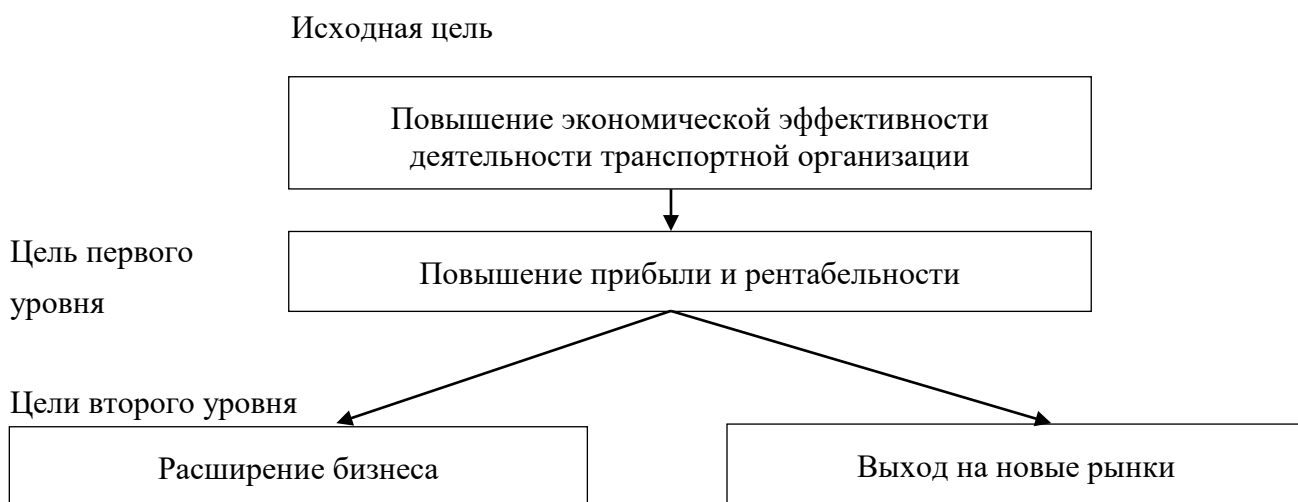 Исходная цель
Повышение экономической эффективности
деятельности транспортной организации
Цель первого
уровня
Повышение прибыли и рентабельности
Цели второго уровня
Расширение бизнеса
Выход на новые рынки